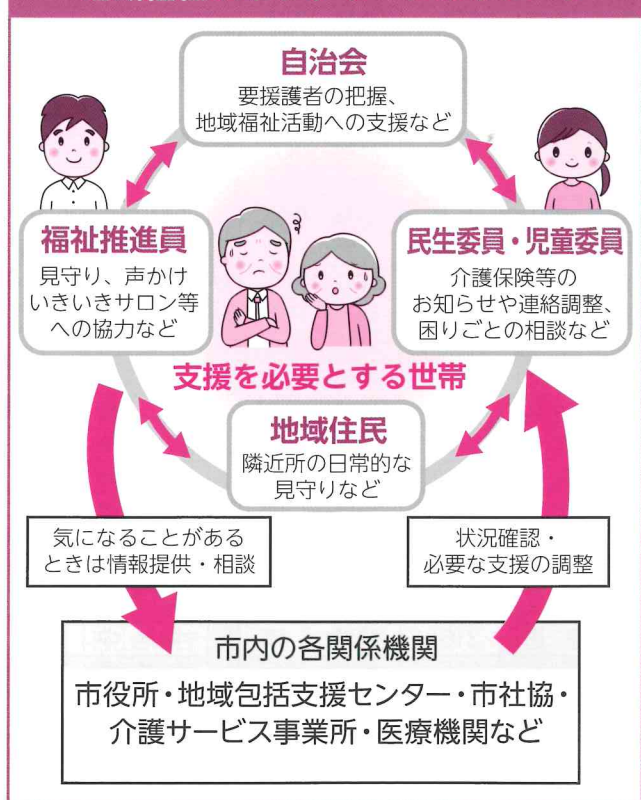 自治会
要援護者の把握、
地域福祉活動への支援など
福祉推進員
見守り、声かけ
いきいきサロン等
への協力など
民生委員・児童委員
介護保険等の
お知らせや連絡調整、
困りごとの相談など
支援を必要とする世帯
地域住民
隣近所の日常的な
見守りなど
気になることがある
ときは情報提供・相談
状況確認・
必要な支援の調整
市内の各関係機関
市役所・地域包括支援センター・市社協・
介護サービス事業所・医療機関など